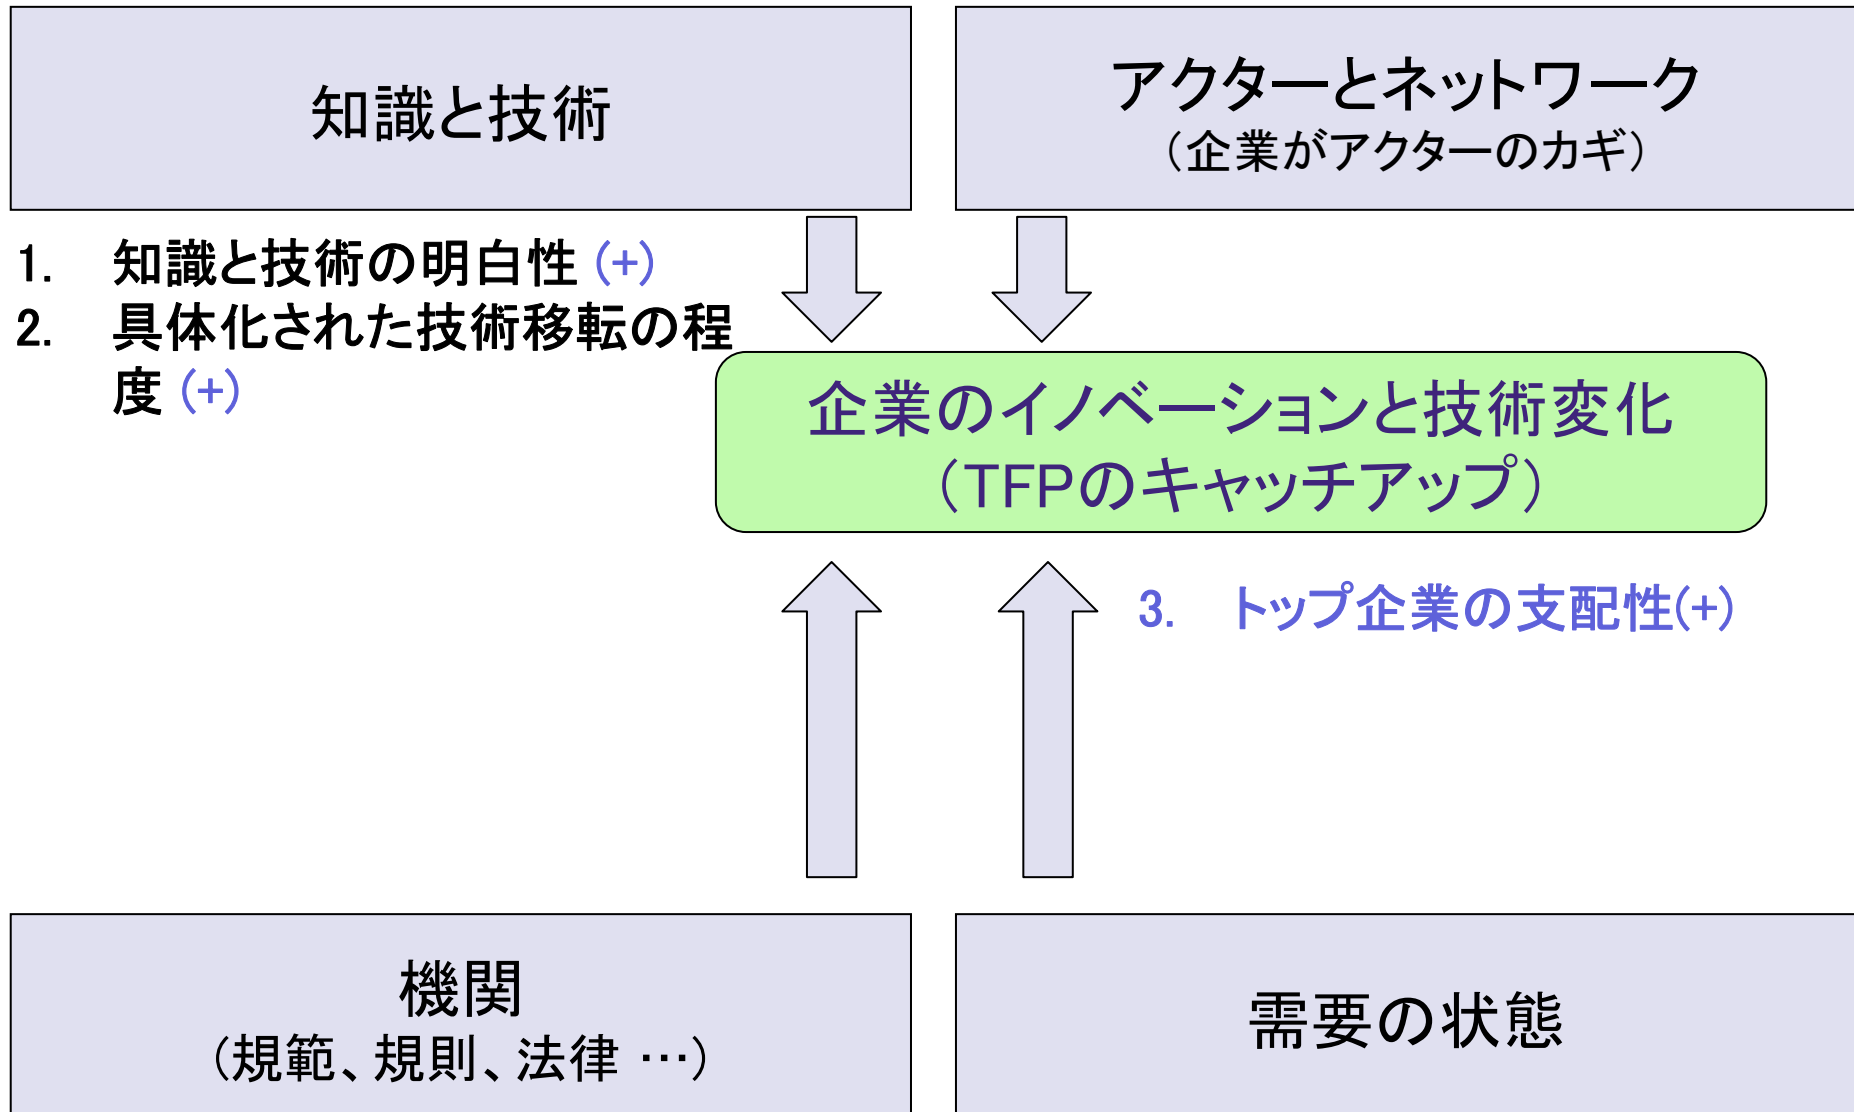 知識と技術
アクターとネットワーク
（企業がアクターのカギ）
1. 知識と技術の明白性 (+)
2. 具体化された技術移転の程
度 (+)
企業のイノベーションと技術変化
（TFPのキャッチアップ）
3. トップ企業の支配性(+)
機関
（規範、規則、法律 …）
需要の状態